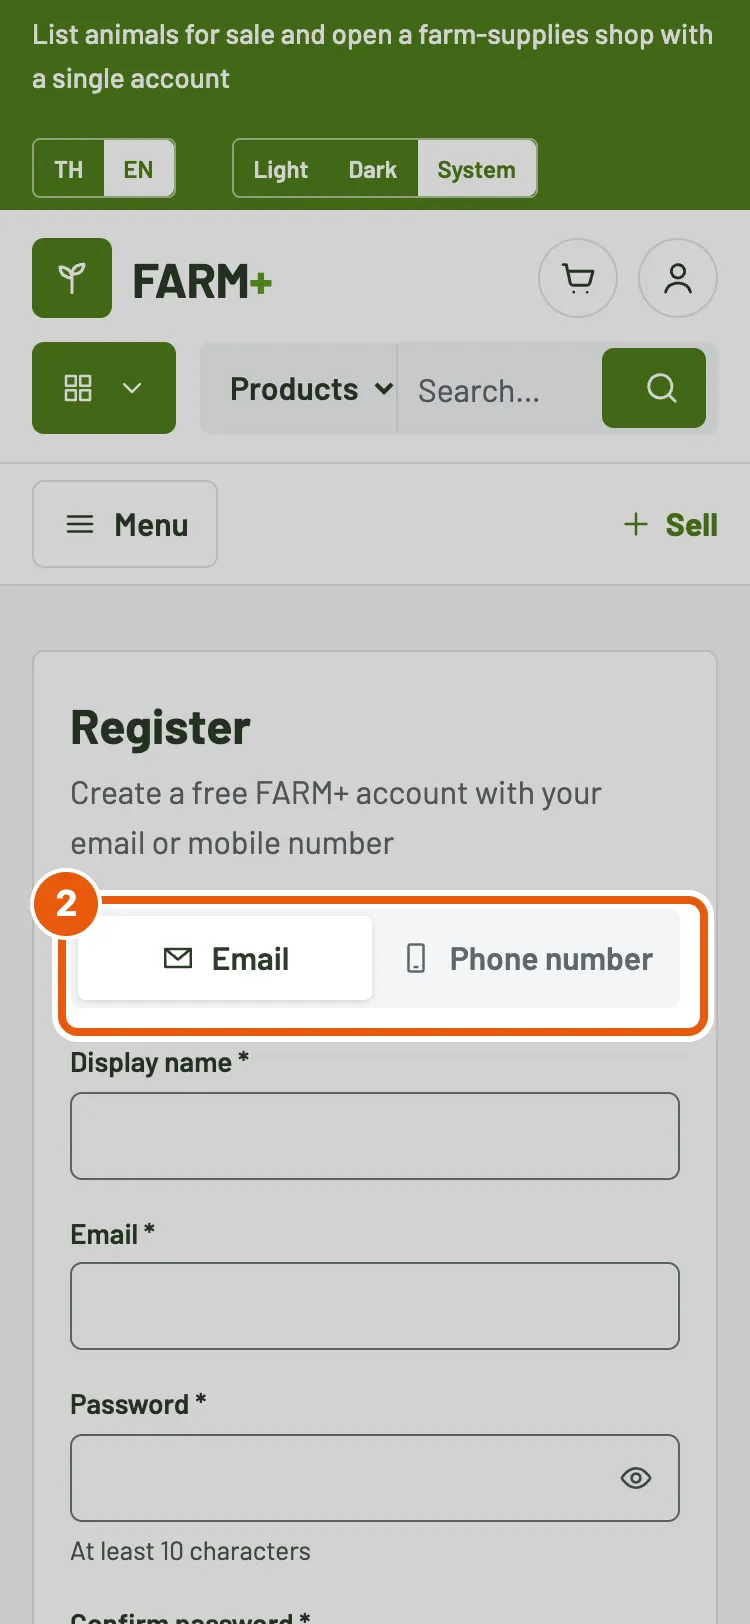 List animals for sale and open a farm-supplies shop with
a single account
TH EN Light Dark System
FARM+
Products Search...
Menu + Sell
Register
Create a free FARM+ account with your
email or mobile number
2
Email Phone number
Display name *
Email *
Password *
At least 10 characters
Confirm password *